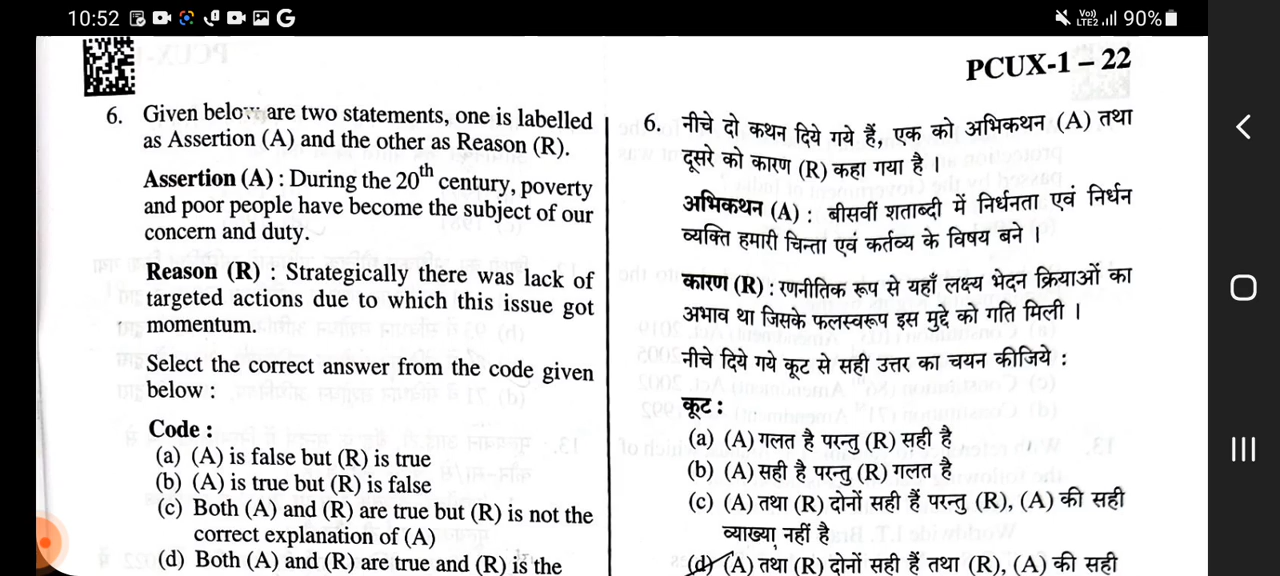 10:52
Vo))
LTE2
90%
PCUX-1 – 22
6. Given below are two statements, one is labelled
as Assertion (A) and the other as Reason (R).
Assertion (A) : During the 20th century, poverty
and poor people have become the subject of our
concern and duty.
Reason (R) : Strategically there was lack of
targeted actions due to which this issue got
momentum.
Select the correct answer from the code given
below :
Code :
(a) (A) is false but (R) is true
(b) (A) is true but (R) is false
(c) Both (A) and (R) are true but (R) is not the
correct explanation of (A)
(d) Both (A) and (R) are true and (R) is the
6. नीचे दो कथन दिये गये हैं, एक को अभिकथन (A) तथा
दूसरे को कारण (R) कहा गया है ।
अभिकथन (A) : बीसवीं शताब्दी में निर्धनता एवं निर्धन
व्यक्ति हमारी चिन्ता एवं कर्तव्य के विषय बने ।
कारण (R) : रणनीतिक रूप से यहाँ लक्ष्य भेदन क्रियाओं का
अभाव था जिसके फलस्वरूप इस मुद्दे को गति मिली ।
नीचे दिये गये कूट से सही उत्तर का चयन कीजिये :
कूट :
(a) (A) गलत है परन्तु (R) सही है
(b) (A) सही है परन्तु (R) गलत है
(c) (A) तथा (R) दोनों सही हैं परन्तु (R), (A) की सही
व्याख्या नहीं है
(d) (A) तथा (R) दोनों सही हैं तथा (R), (A) की सही